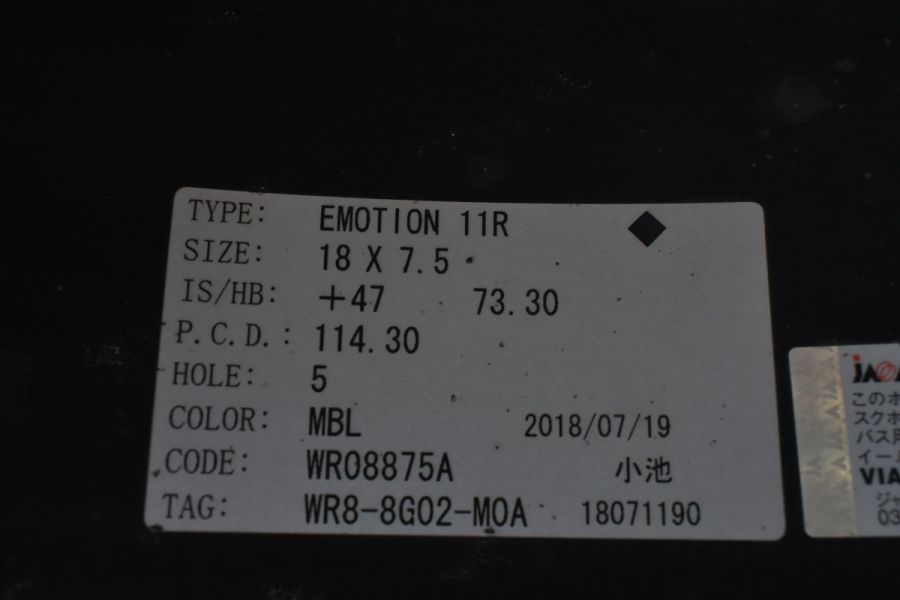 TYPE: EMOTION 11R
SIZE: 18 X 7.5
IS/HB: +47 73.30
P.C.D.: 114.30
HOLE: 5
COLOR: MBL 2018/07/19
CODE: WR08875A 小池
TAG: WR8-8G02-M0A 18071190
このホ
スクホ
バス用
イール
VIA
ジャ
03